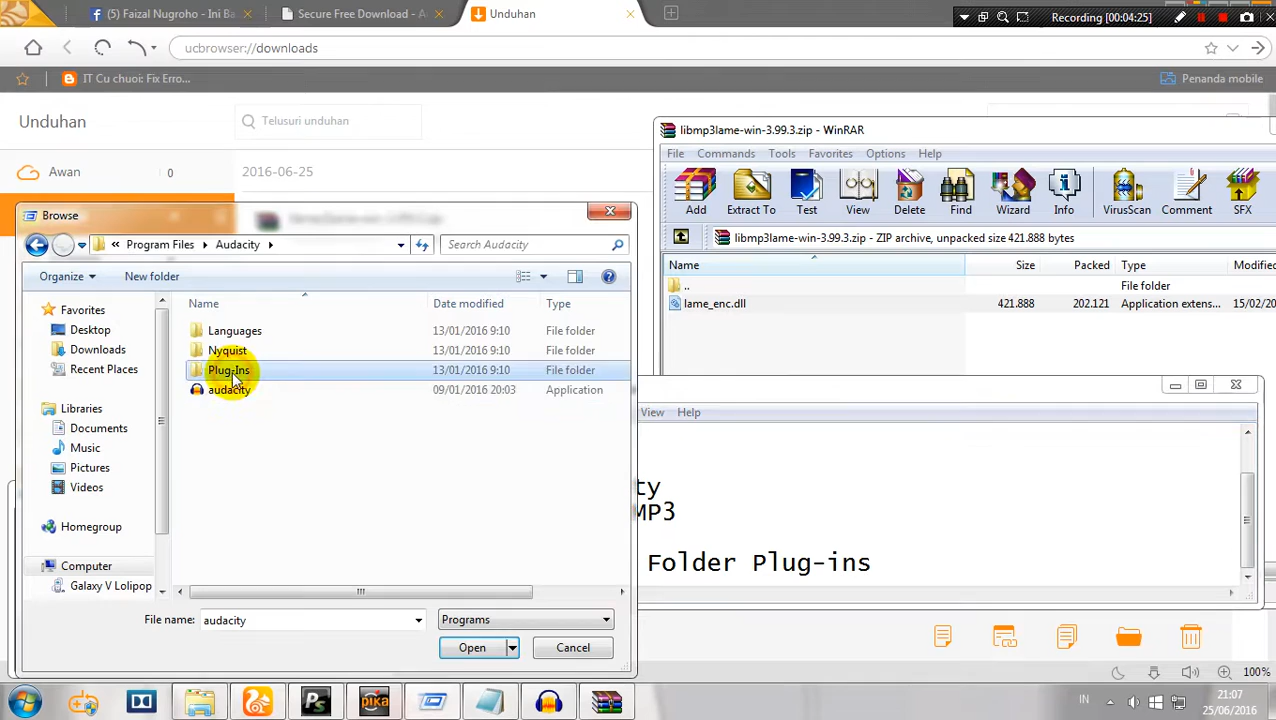 (5) Faizal Nugroho - Ini Ba
Secure Free Download - A
Unduhan
Recording [00:04:25]
ucbrowser://downloads
IT Cu chuoi: Fix Erro...
Penanda mobile
Unduhan
Telusuri unduhan
Awan 0
2016-06-25
libmp3lame-win-3.99.3.zip - WinRAR
File Commands Tools Favorites Options Help
Add Extract To Test View Delete Find Wizard Info VirusScan Comment SFX
libmp3lame-win-3.99.3.zip - ZIP archive, unpacked size 421.888 bytes
Name Size Packed Type Modified
.. File folder
lame_enc.dll 421.888 202.121 Application extens... 15/02/20
Browse
Program Files Audacity
Search Audacity
Organize New folder
Name Date modified Type
Favorites
Desktop
Downloads
Recent Places
Libraries
Documents
Music
Pictures
Videos
Homegroup
Computer
Galaxy V Lolipop
Languages 13/01/2016 9:10 File folder
Nyquist 13/01/2016 9:10 File folder
Plug-Ins 13/01/2016 9:10 File folder
audacity 09/01/2016 20:03 Application
File name: audacity Programs
Open Cancel
View Help
ty
MP3
Folder Plug-ins
100%
IN
21:07
25/06/2016